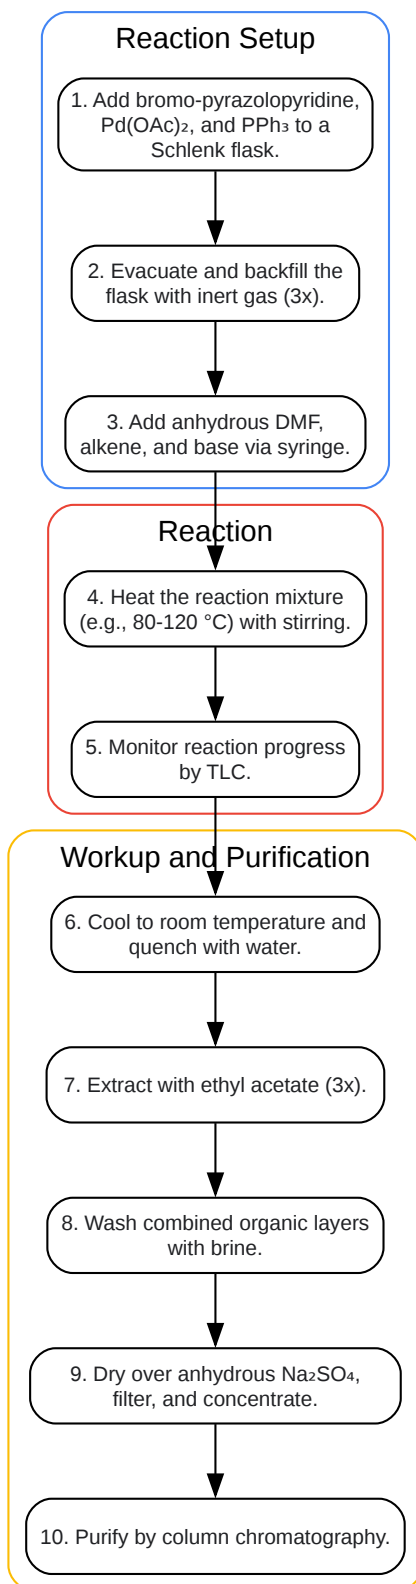 Reaction Setup
1. Add bromo-pyrazolopyridine,
Pd(OAc)₂, and PPh₃ to a
Schlenk flask.
2. Evacuate and backfill the
flask with inert gas (3x).
3. Add anhydrous DMF,
alkene, and base via syringe.
Reaction
4. Heat the reaction mixture
(e.g., 80-120 °C) with stirring.
5. Monitor reaction progress
by TLC.
Workup and Purification
6. Cool to room temperature and
quench with water.
7. Extract with ethyl acetate (3x).
8. Wash combined organic layers
with brine.
9. Dry over anhydrous Na₂SO₄,
filter, and concentrate.
10. Purify by column chromatography.